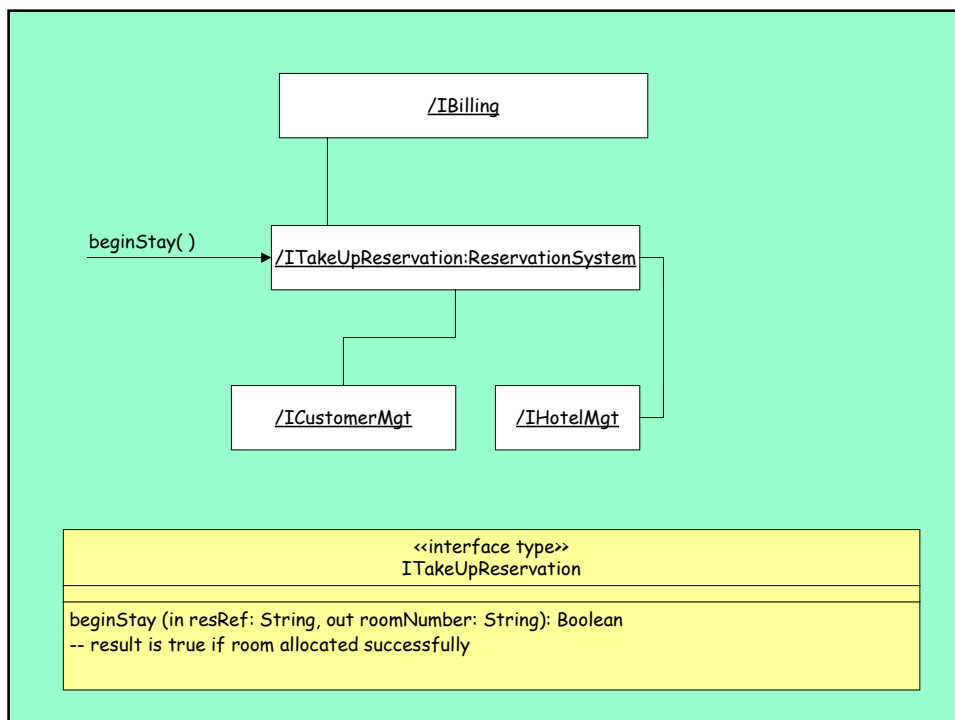 /IBilling
beginStay( )
/ITakeUpReservation:ReservationSystem
/ICustomerMgt
/IHotelMgt
<<interface type>>
ITakeUpReservation
beginStay (in resRef: String, out roomNumber: String): Boolean
-- result is true if room allocated successfully